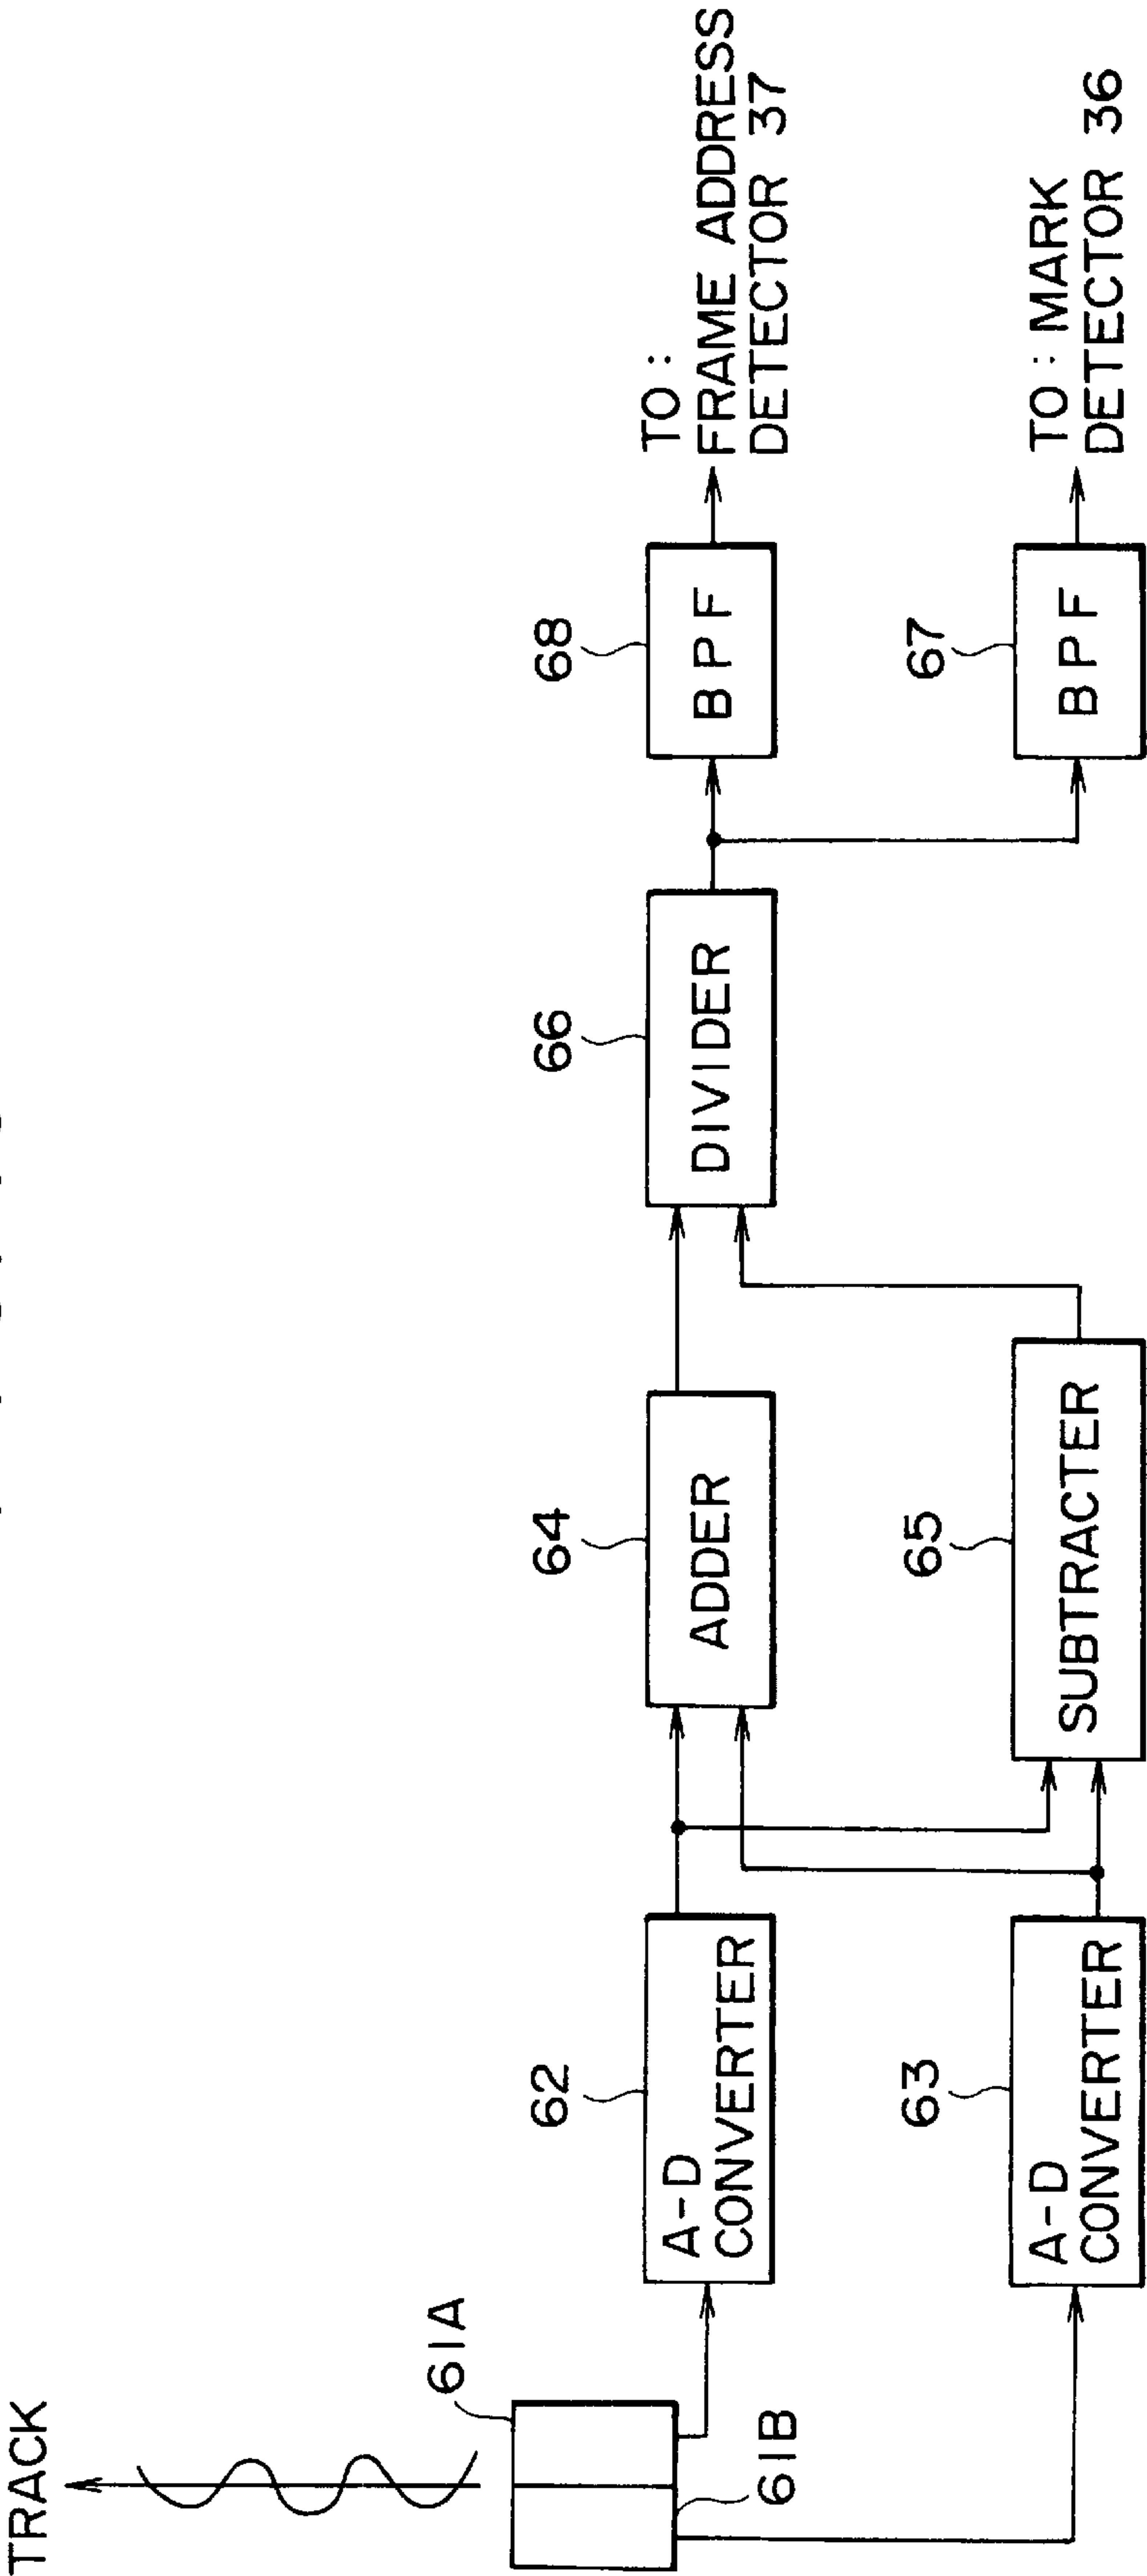 TRACK
61A
61B
62
A-D
CONVERTER
63
A-D
CONVERTER
64
ADDER
65
SUBTRACTER
66
DIVIDER
68
BPF
67
BPF
TO:
FRAME ADDRESS
DETECTOR 37
TO: MARK
DETECTOR 36